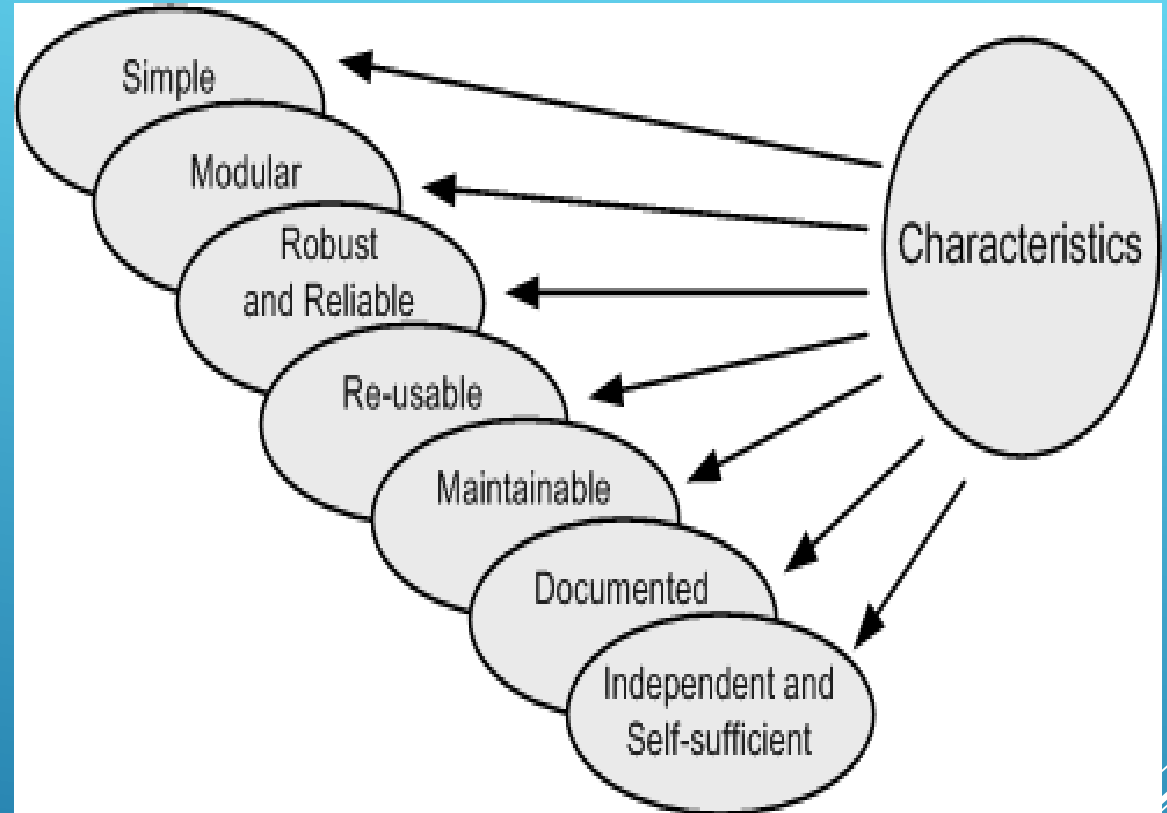 Simple
Modular
Robust
and Reliable
Re-usable
Maintainable
Documented
Independent and
Self-sufficient
Characteristics